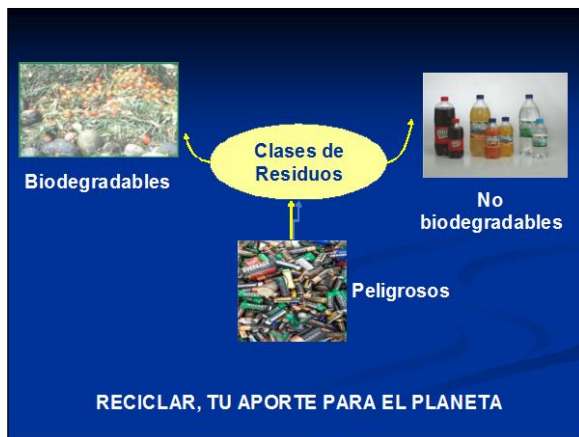 Clases de
Residuos
Biodegradables
No
biodegradables
Peligrosos
RECICLAR, TU APORTE PARA EL PLANETA